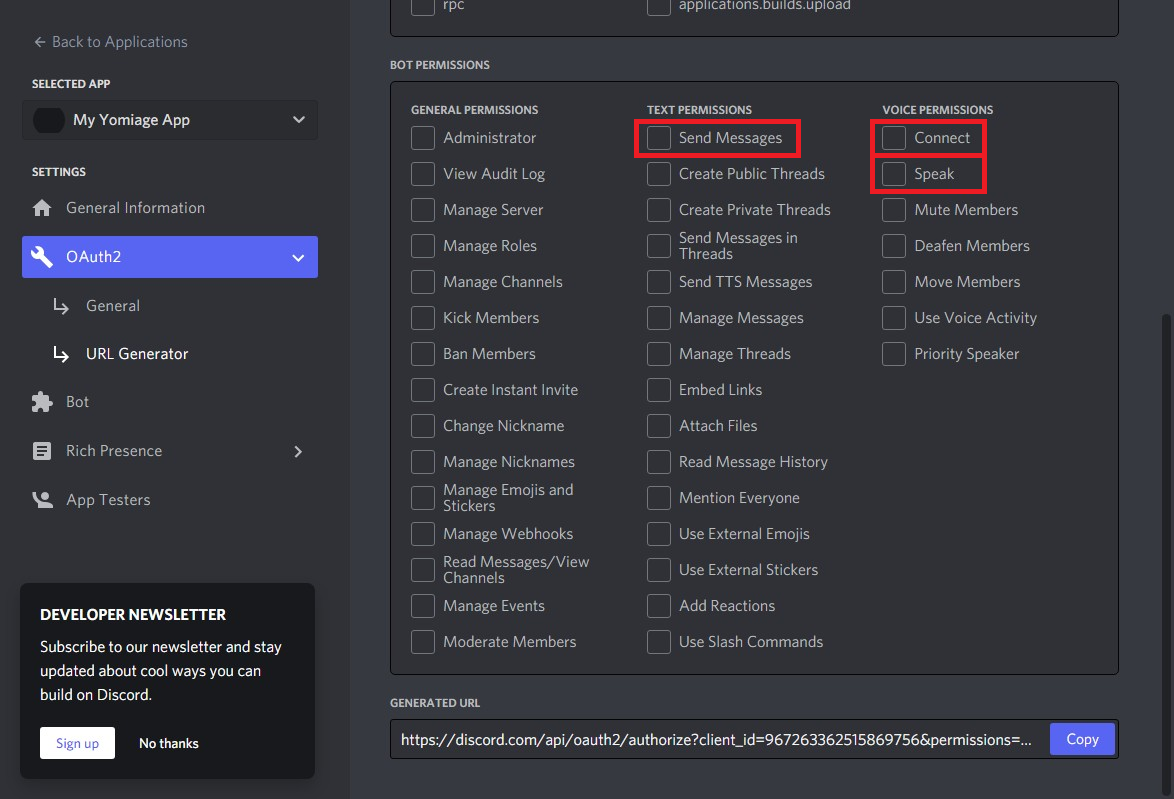 Back to Applications
SELECTED APP
My Yomiage App
SETTINGS
General Information
OAuth2
General
URL Generator
Bot
Rich Presence
App Testers
DEVELOPER NEWSLETTER
Subscribe to our newsletter and stay
updated about cool ways you can
build on Discord.
Sign up
No thanks
rpc
applications.builds.upload
BOT PERMISSIONS
GENERAL PERMISSIONS
Administrator
View Audit Log
Manage Server
Manage Roles
Manage Channels
Kick Members
Ban Members
Create Instant Invite
Change Nickname
Manage Nicknames
Manage Emojis and
Stickers
Manage Webhooks
Read Messages/View
Channels
Manage Events
Moderate Members
TEXT PERMISSIONS
Send Messages
Create Public Threads
Create Private Threads
Send Messages in
Threads
Send TTS Messages
Manage Messages
Manage Threads
Embed Links
Attach Files
Read Message History
Mention Everyone
Use External Emojis
Use External Stickers
Add Reactions
Use Slash Commands
VOICE PERMISSIONS
Connect
Speak
Mute Members
Deafen Members
Move Members
Use Voice Activity
Priority Speaker
GENERATED URL
https://discord.com/api/oauth2/authorize?client_id=967263362515869756&permissions=...
Copy